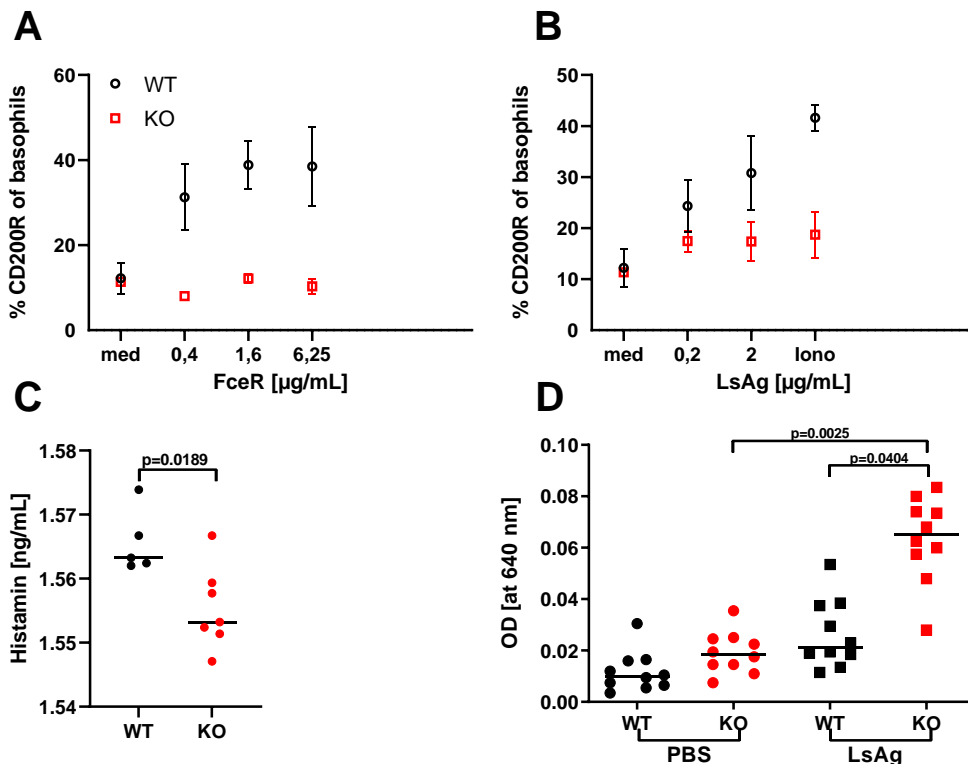 A
60
40
20
0
% CD200R of basophils
WT
KO
med 0,4 1,6 6,25
FceR [µg/mL]
B
50
40
30
20
10
0
% CD200R of basophils
med 0,2 2 Iono
LsAg [µg/mL]
C
1.58
1.57
1.56
1.55
1.54
Histamin [ng/mL]
p=0.0189
WT KO
D
0.10
0.08
0.06
0.04
0.02
0.00
OD [at 640 nm]
p=0.0025
p=0.0404
WT KO WT KO
PBS LsAg